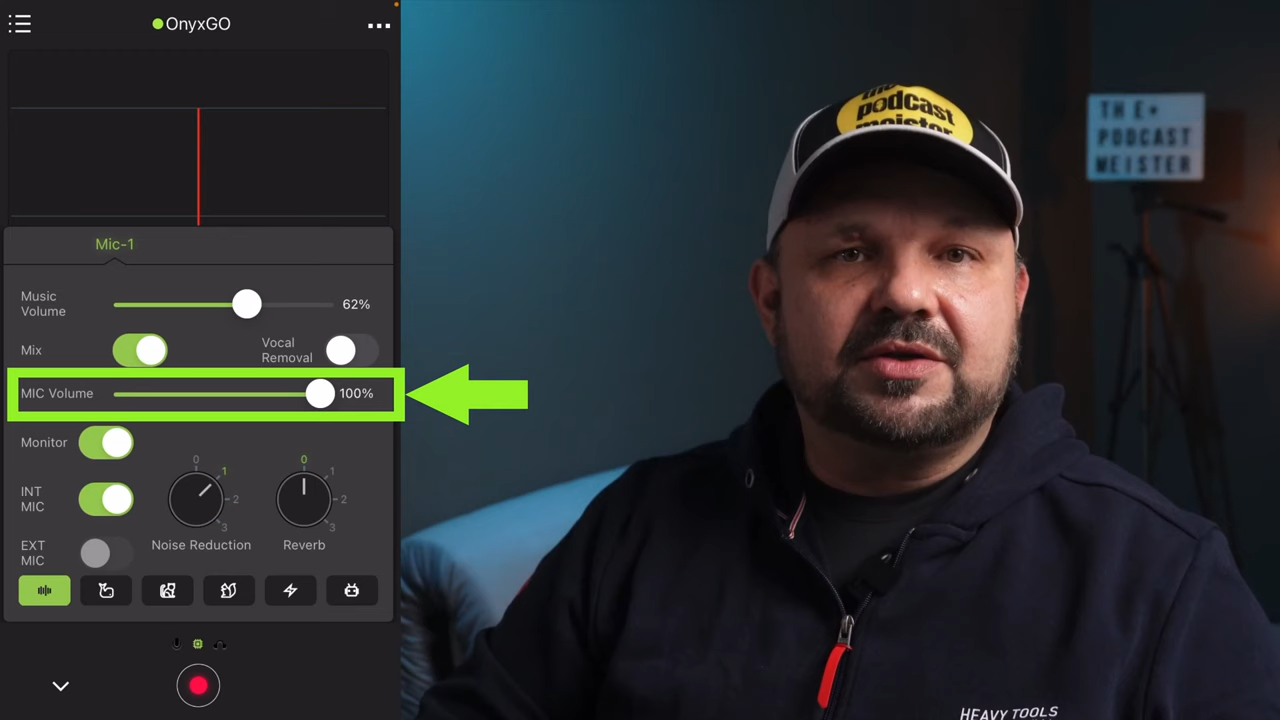 OnyxGO
Mic-1
Music
Volume
62%
Mix
Vocal
Removal
MIC Volume
100%
Monitor
INT
MIC
EXT
MIC
0
1
2
3
Noise Reduction
0
1
2
3
Reverb
the
podcast
meister
TH E
PODCAST
MEISTER
HEAVY TOOLS